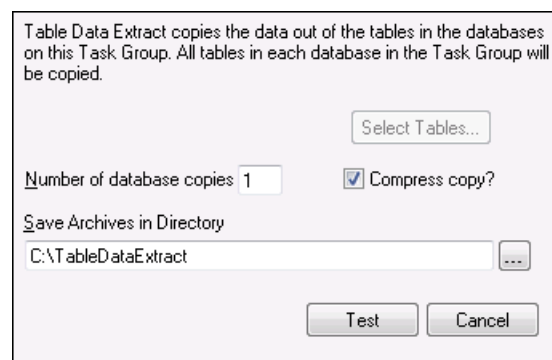 Table Data Extract copies the data out of the tables in the databases
on this Task Group. All tables in each database in the Task Group will
be copied.
Select Tables...
Number of database copies 1 Compress copy?
Save Archives in Directory
C:\TableDataExtract ...
Test Cancel